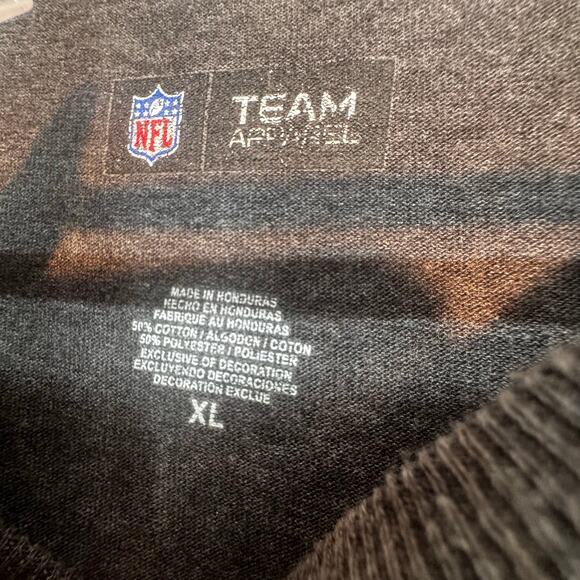 NFL
TEAM
APPAREL
MADE IN HONDURAS
HECHO EN HONDURAS
FABRIQUE AU HONDURAS
50% COTTON / ALGODON / COTON
50% POLYESTER / POLIESTER
EXCLUSIVE OF DECORATION
EXCLUYENDO DECORACIONES
DECORATION EXCLUE
XL